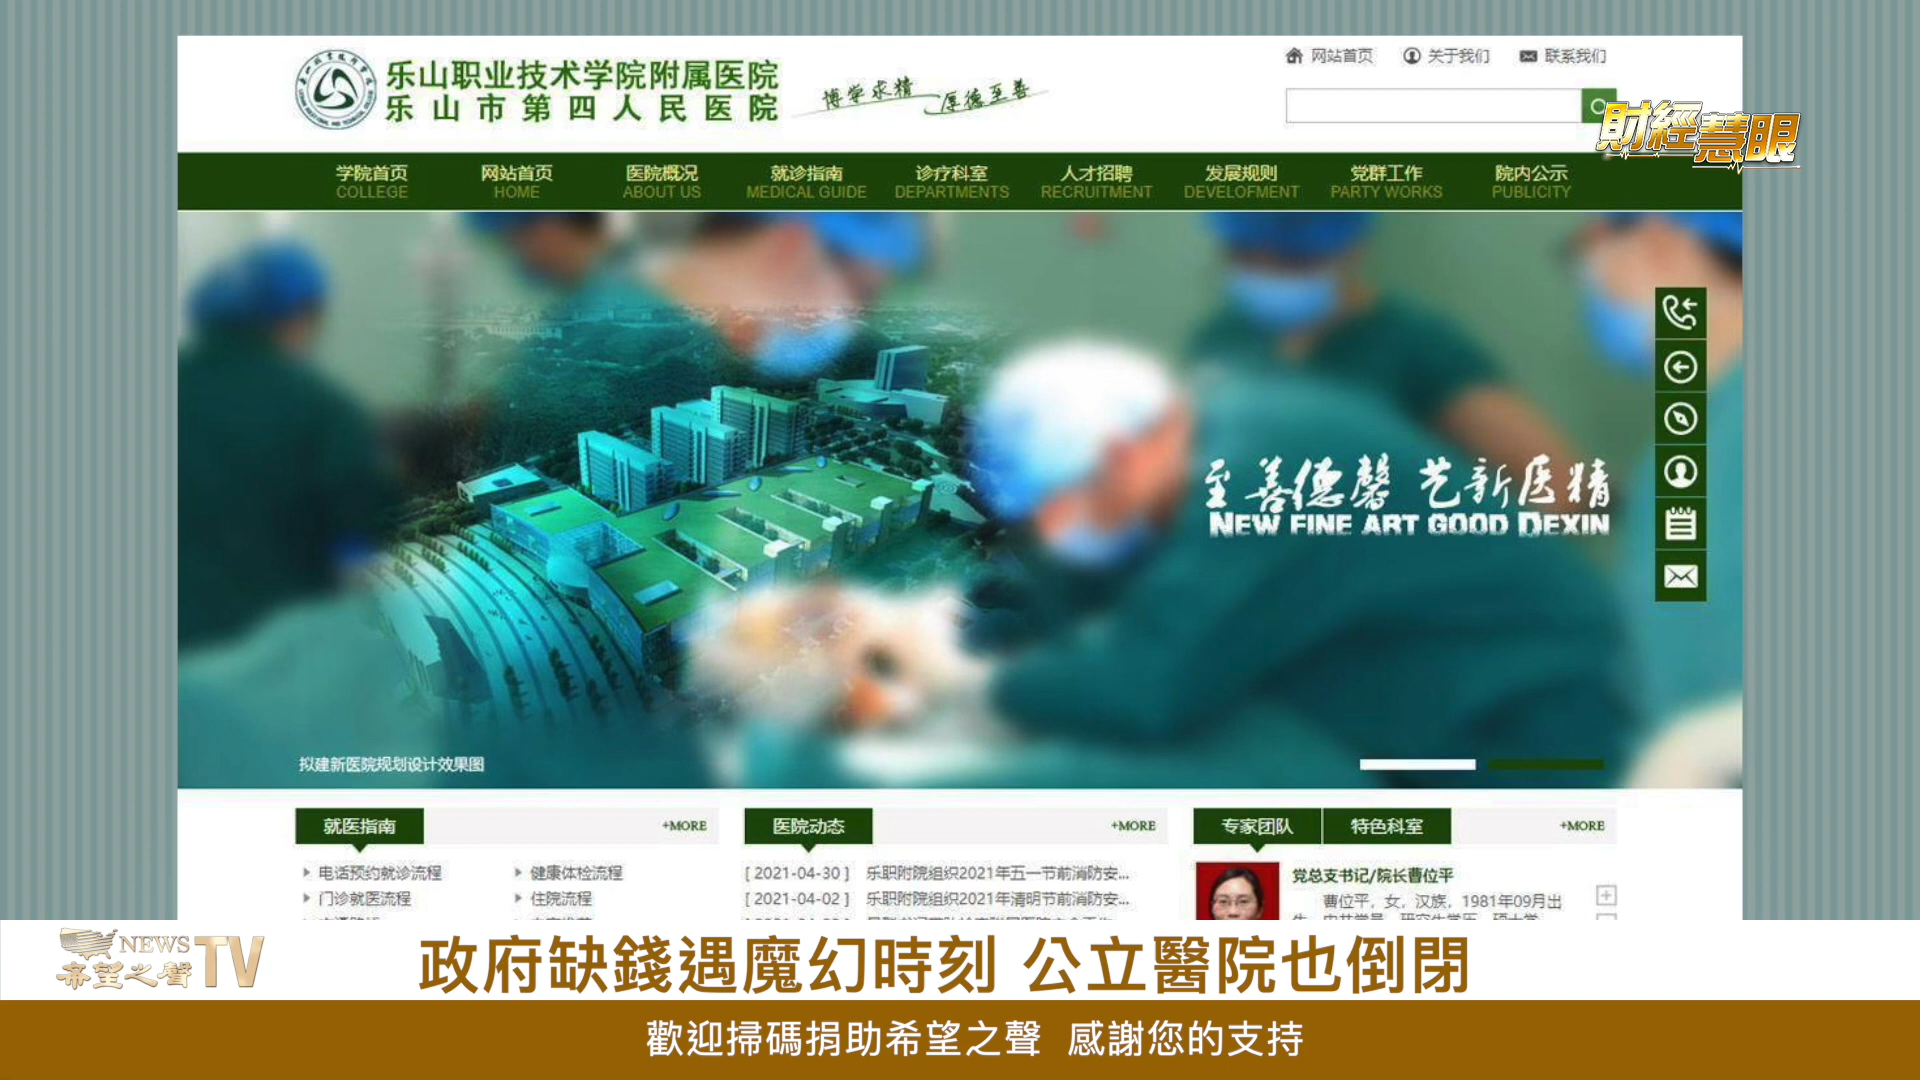 网站首页 关于我们 联系我们
乐山职业技术学院附属医院
乐山市第四人民医院
博学求精 厚德至善
財經慧眼
学院首页 网站首页 医院概况 就诊指南 诊疗科室 人才招聘 发展规则 党群工作 院内公示
COLLEGE HOME ABOUT US MEDICAL GUIDE DEPARTMENTS RECRUITMENT DEVELOFMENT PARTY WORKS PUBLICITY
至善德馨 艺新医精
NEW FINE ART GOOD DEXIN
拟建新医院规划设计效果图
就医指南 +MORE
医院动态 +MORE
专家团队 特色科室 +MORE
电话预约就诊流程 健康体检流程
门诊就医流程 住院流程
[ 2021-04-30 ] 乐职附院组织2021年五一节前消防安...
[ 2021-04-02 ] 乐职附院组织2021年清明节前消防安...
党总支书记/院长曹位平
曹位平，女，汉族，1981年09月出
NEWS
希望之聲TV
政府缺錢遇魔幻時刻 公立醫院也倒閉
歡迎掃碼捐助希望之聲 感謝您的支持